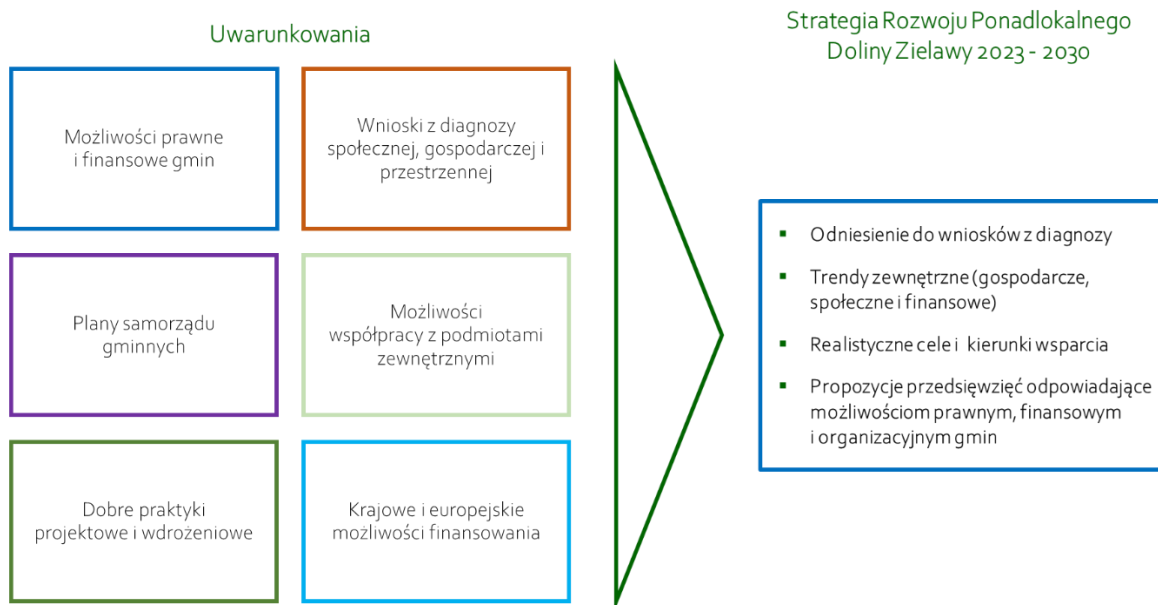 Uwarunkowania
Możliwości prawne
i finansowe gmin
Wnioski z diagnozy
społecznej, gospodarczej i
przestrzennej
Plany samorządu
gminnych
Możliwości
współpracy z podmiotami
zewnętrznymi
Dobre praktyki
projektowe i wdrożeniowe
Krajowe i europejskie
możliwości finansowania
Strategia Rozwoju Ponadlokalnego
Doliny Zielawy 2023 - 2030
▪ Odniesienie do wniosków z diagnozy
▪ Trendy zewnętrzne (gospodarcze,
społeczne i finansowe)
▪ Realistyczne cele i kierunki wsparcia
▪ Propozycje przedsięwzięć odpowiadające
możliwościom prawnym, finansowym
i organizacyjnym gmin